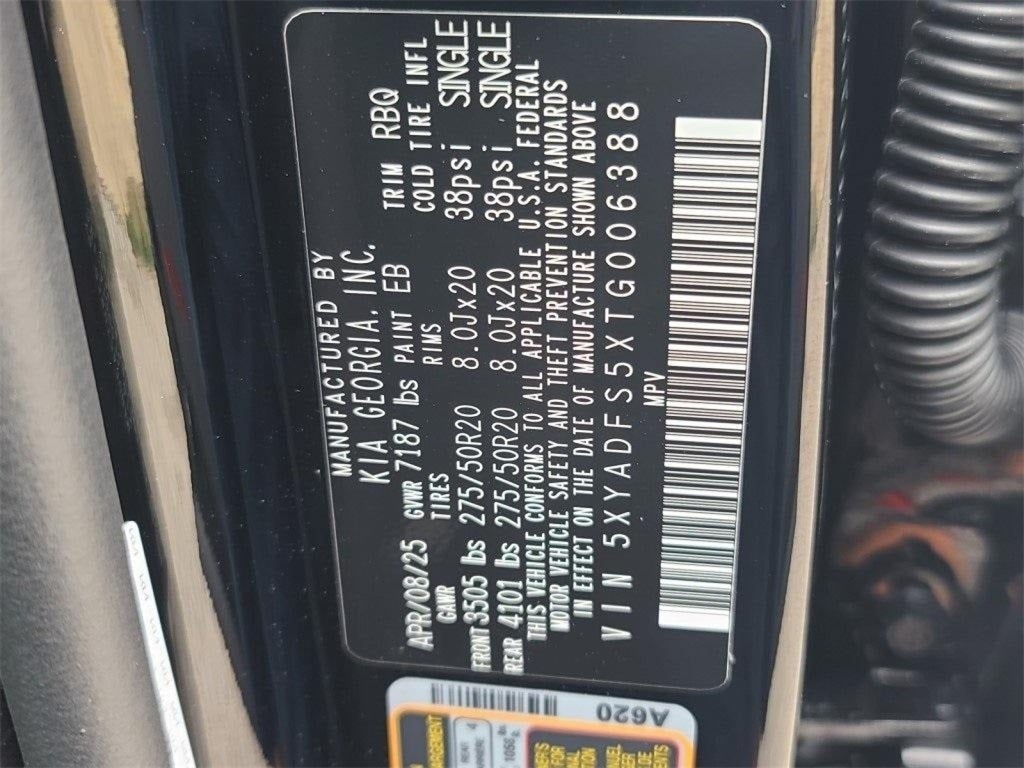 MANUFACTURED BY
KIA GEORGIA, INC.
APR/08/25 GVWR 7187 lbs PAINT EB TRIM RBQ
GAWR TIRES RIMS COLD TIRE INFL
FRONT 3505 lbs 275/50R20 8.0Jx20 38psi SINGLE
REAR 4101 lbs 275/50R20 8.0Jx20 38psi SINGLE
THIS VEHICLE CONFORMS TO ALL APPLICABLE U.S.A. FEDERAL
MOTOR VEHICLE SAFETY AND THEFT PREVENTION STANDARDS
IN EFFECT ON THE DATE OF MANUFACTURE SHOWN ABOVE
VIN 5XYADFS5XTG006388
MPV
A620
4